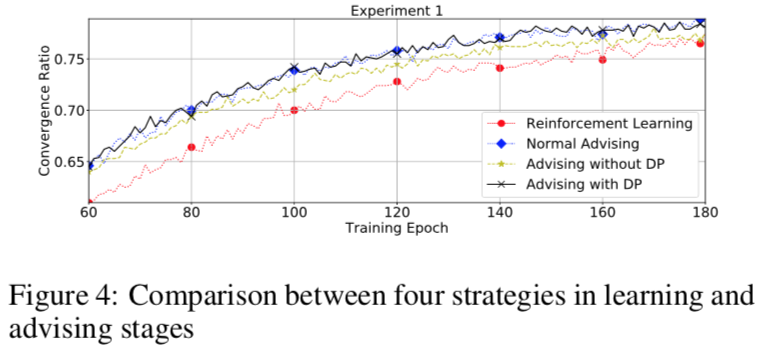 Experiment 1
Convergence Ratio
0.75
0.70
0.65
Reinforcement Learning
Normal Advising
Advising without DP
Advising with DP
60 80 100 120 140 160 180
Training Epoch
Figure 4: Comparison between four strategies in learning and
advising stages